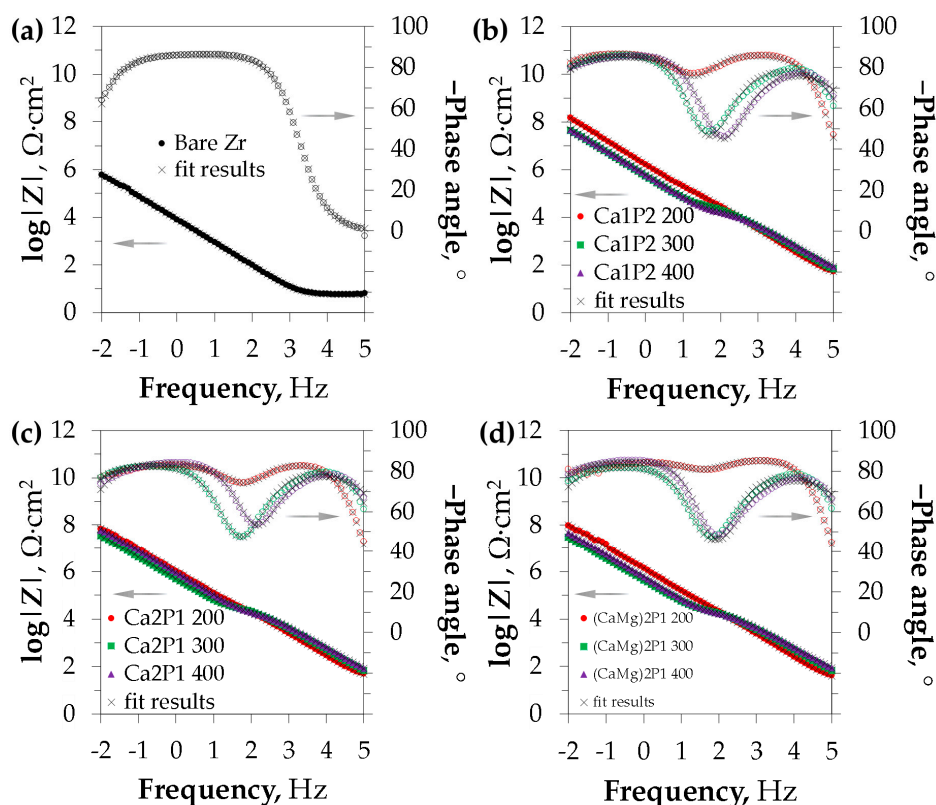 (a)
12
10
8
6
4
2
0
log|Z|, Ω·cm²
100
80
60
40
20
0
−Phase angle, °
Bare Zr
fit results
-2 -1 0 1 2 3 4 5
Frequency, Hz
(b)
12
10
8
6
4
2
0
log|Z|, Ω·cm²
100
80
60
40
20
0
−Phase angle, °
Ca1P2 200
Ca1P2 300
Ca1P2 400
fit results
-2 -1 0 1 2 3 4 5
Frequency, Hz
(c)
12
10
8
6
4
2
0
log|Z|, Ω·cm²
100
80
60
40
20
0
−Phase angle, °
Ca2P1 200
Ca2P1 300
Ca2P1 400
fit results
-2 -1 0 1 2 3 4 5
Frequency, Hz
(d)
12
10
8
6
4
2
0
log|Z|, Ω·cm²
100
80
60
40
20
0
−Phase angle, °
(CaMg)2P1 200
(CaMg)2P1 300
(CaMg)2P1 400
fit results
-2 -1 0 1 2 3 4 5
Frequency, Hz